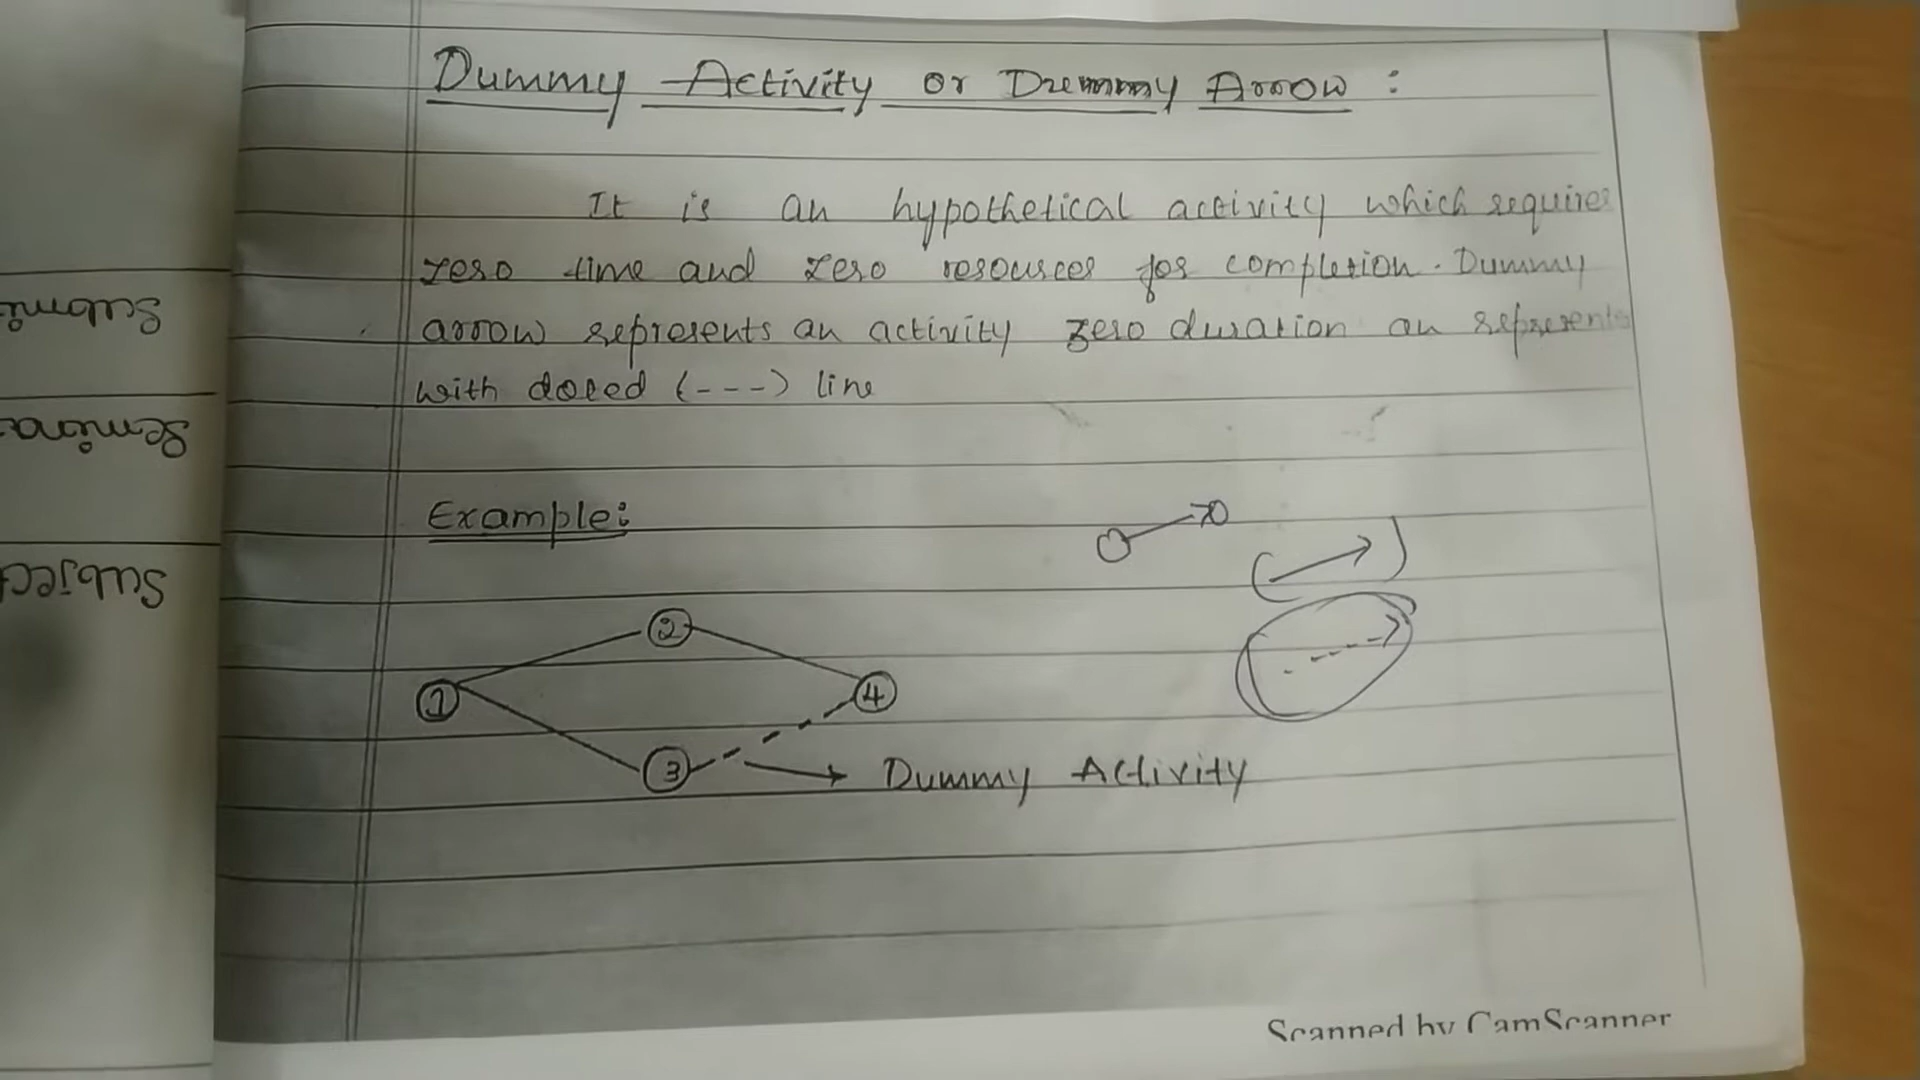 Dummy Activity or Dummy Arrow :
It is an hypothetical activity which requires
zero time and zero resources for completion. Dummy
arrow represents an activity zero duration an represents
with doted (---) line
Example:
2
1
4
3
Dummy Activity
Submi
Semina
Subject
Scanned by CamScanner